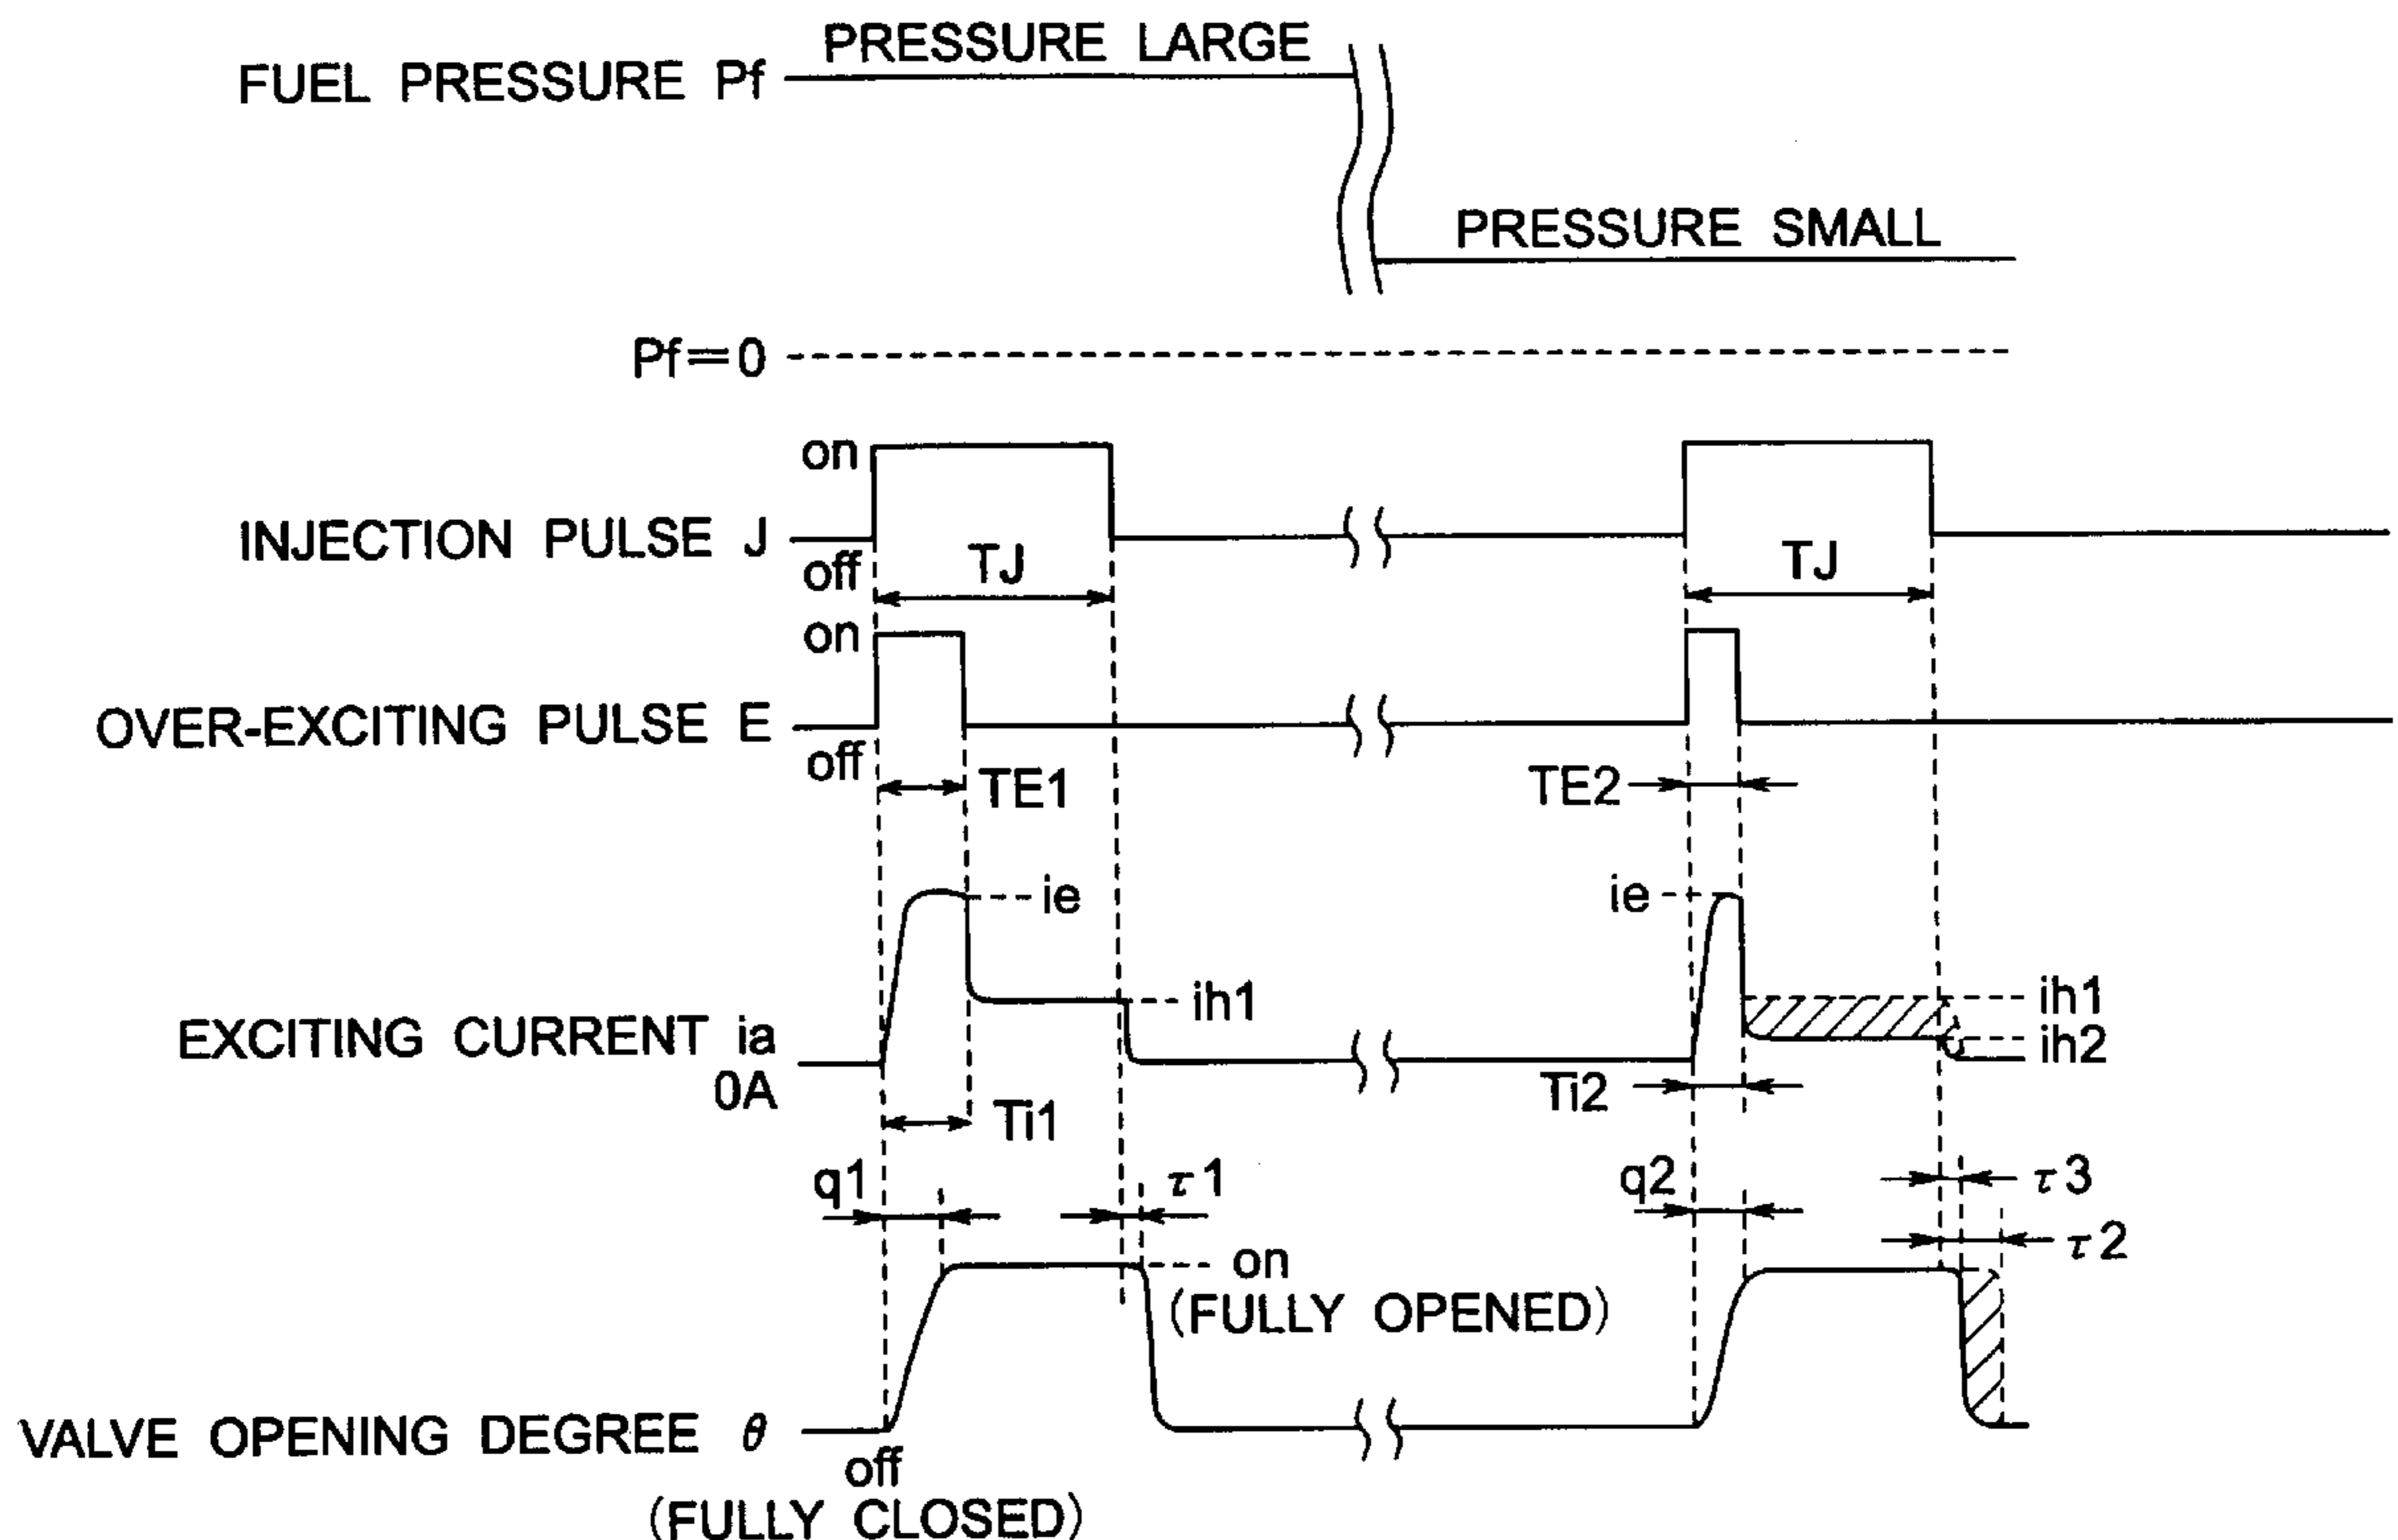 PRESSURE LARGE
FUEL PRESSURE Pf
PRESSURE SMALL
Pf=0
on
INJECTION PULSE J
off
TJ
TJ
on
OVER-EXCITING PULSE E
off
TE1
TE2
ie
ie
ih1
ih1
EXCITING CURRENT ia
ih2
0A
Ti1
Ti2
q1
τ1
q2
τ3
τ2
on
(FULLY OPENED)
VALVE OPENING DEGREE θ
off
(FULLY CLOSED)